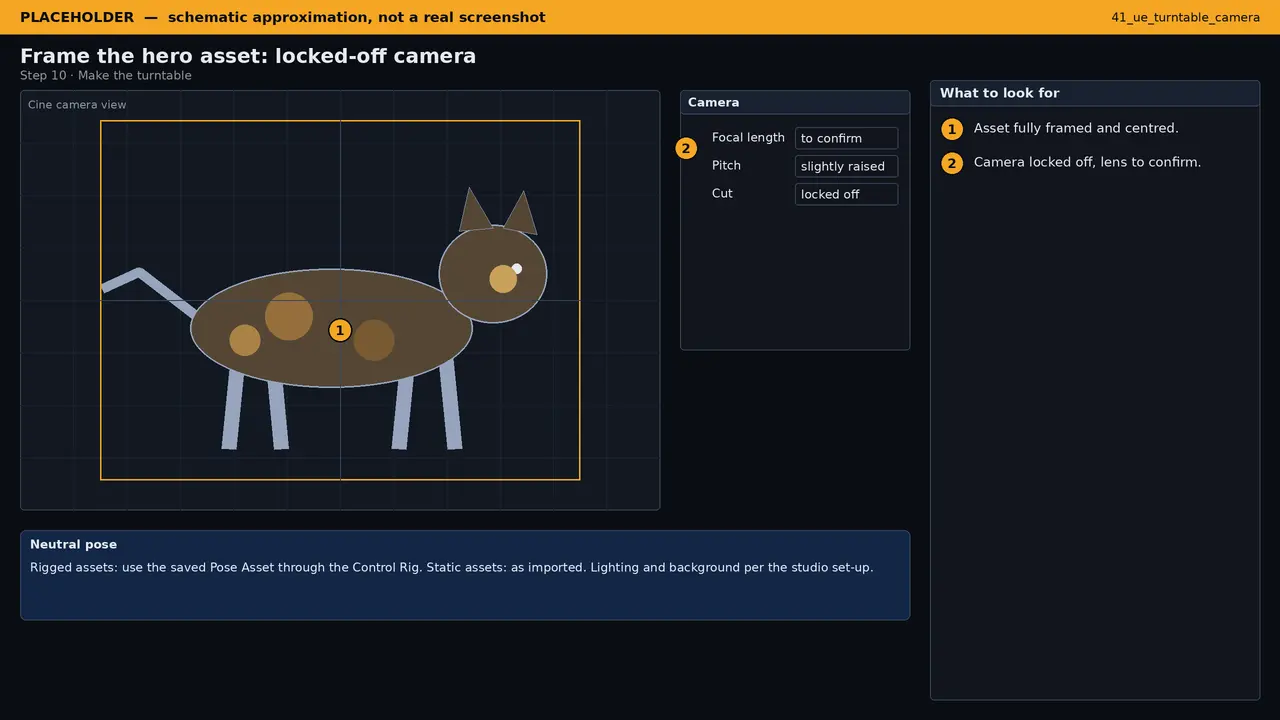 PLACEHOLDER — schematic approximation, not a real screenshot
41_ue_turntable_camera
Frame the hero asset: locked-off camera
Step 10 · Make the turntable
Cine camera view
1
Camera
2
Focal length to confirm
Pitch slightly raised
Cut locked off
What to look for
1 Asset fully framed and centred.
2 Camera locked off, lens to confirm.
Neutral pose
Rigged assets: use the saved Pose Asset through the Control Rig. Static assets: as imported. Lighting and background per the studio set-up.